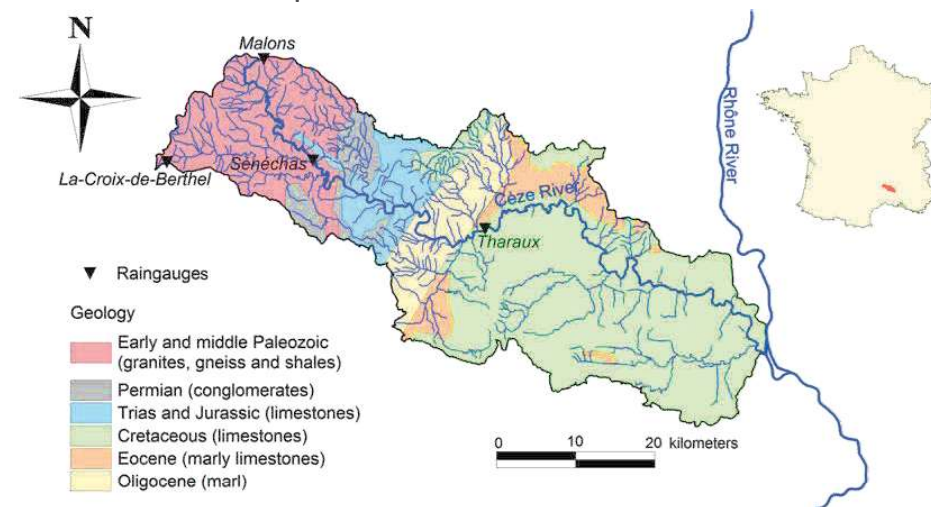 N
Malons
Sénéchas
La-Croix-de-Berthel
Rhône River
Cèze River
Tharaux
Raingauges
Geology
Early and middle Paleozoic
(granites, gneiss and shales)
Permian (conglomerates)
Trias and Jurassic (limestones)
Cretaceous (limestones)
Eocene (marly limestones)
Oligocene (marl)
0 10 20 kilometers